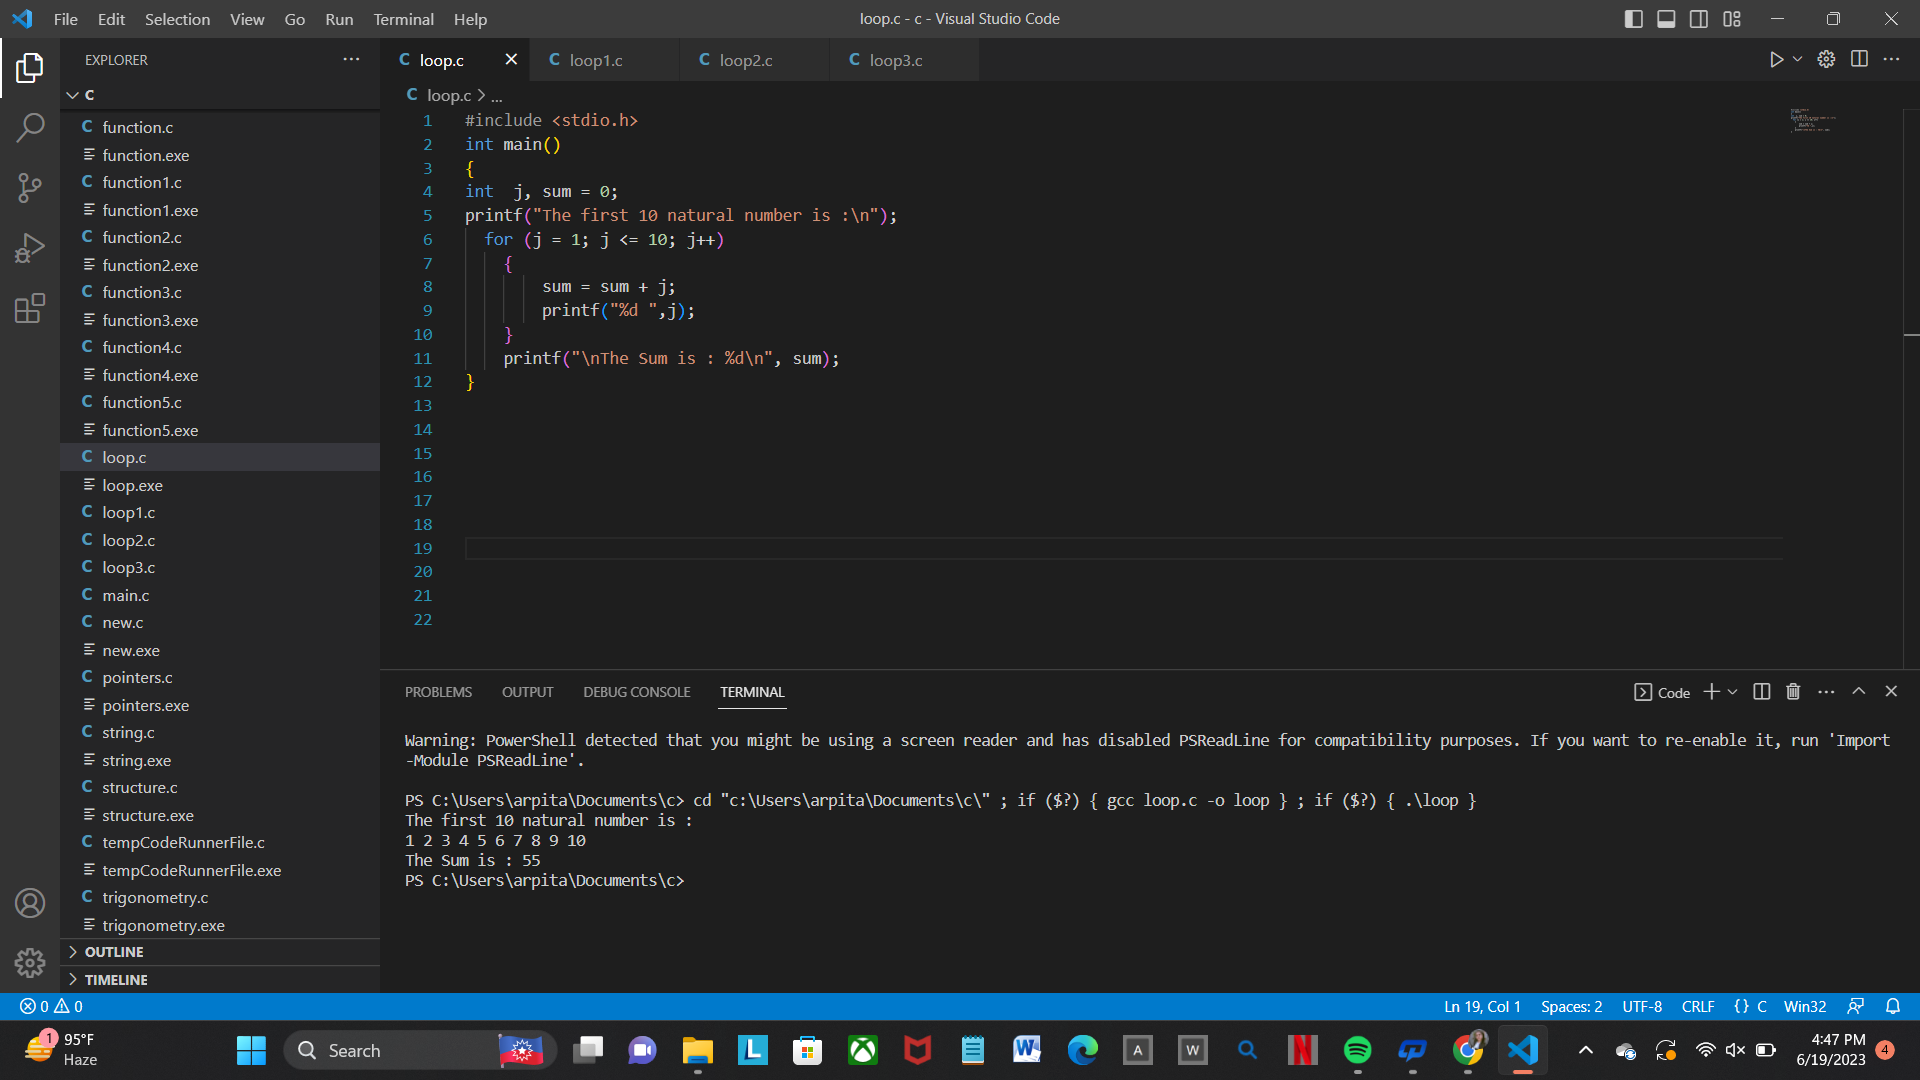 File Edit Selection View Go Run Terminal Help
loop.c - c - Visual Studio Code
EXPLORER
C
function.c
function.exe
function1.c
function1.exe
function2.c
function2.exe
function3.c
function3.exe
function4.c
function4.exe
function5.c
function5.exe
loop.c
loop.exe
loop1.c
loop2.c
loop3.c
main.c
new.c
new.exe
pointers.c
pointers.exe
string.c
string.exe
structure.c
structure.exe
tempCodeRunnerFile.c
tempCodeRunnerFile.exe
trigonometry.c
trigonometry.exe
OUTLINE
TIMELINE
C loop.c C loop1.c C loop2.c C loop3.c
C loop.c > ...
1 #include <stdio.h>
2 int main()
3 {
4 int  j, sum = 0;
5 printf("The first 10 natural number is :\n");
6   for (j = 1; j <= 10; j++)
7     {
8         sum = sum + j;
9         printf("%d ",j);
10     }
11     printf("\nThe Sum is : %d\n", sum);
12 }
13
14
15
16
17
18
19
20
21
22
PROBLEMS OUTPUT DEBUG CONSOLE TERMINAL
Code
Warning: PowerShell detected that you might be using a screen reader and has disabled PSReadLine for compatibility purposes. If you want to re-enable it, run 'Import
-Module PSReadLine'.
PS C:\Users\arpita\Documents\c> cd "c:\Users\arpita\Documents\c\" ; if ($?) { gcc loop.c -o loop } ; if ($?) { .\loop }
The first 10 natural number is :
1 2 3 4 5 6 7 8 9 10
The Sum is : 55
PS C:\Users\arpita\Documents\c>
0 0
Ln 19, Col 1 Spaces: 2 UTF-8 CRLF {} C Win32
1 95°F
Haze
Search
L
A
W
N
4:47 PM
6/19/2023
4